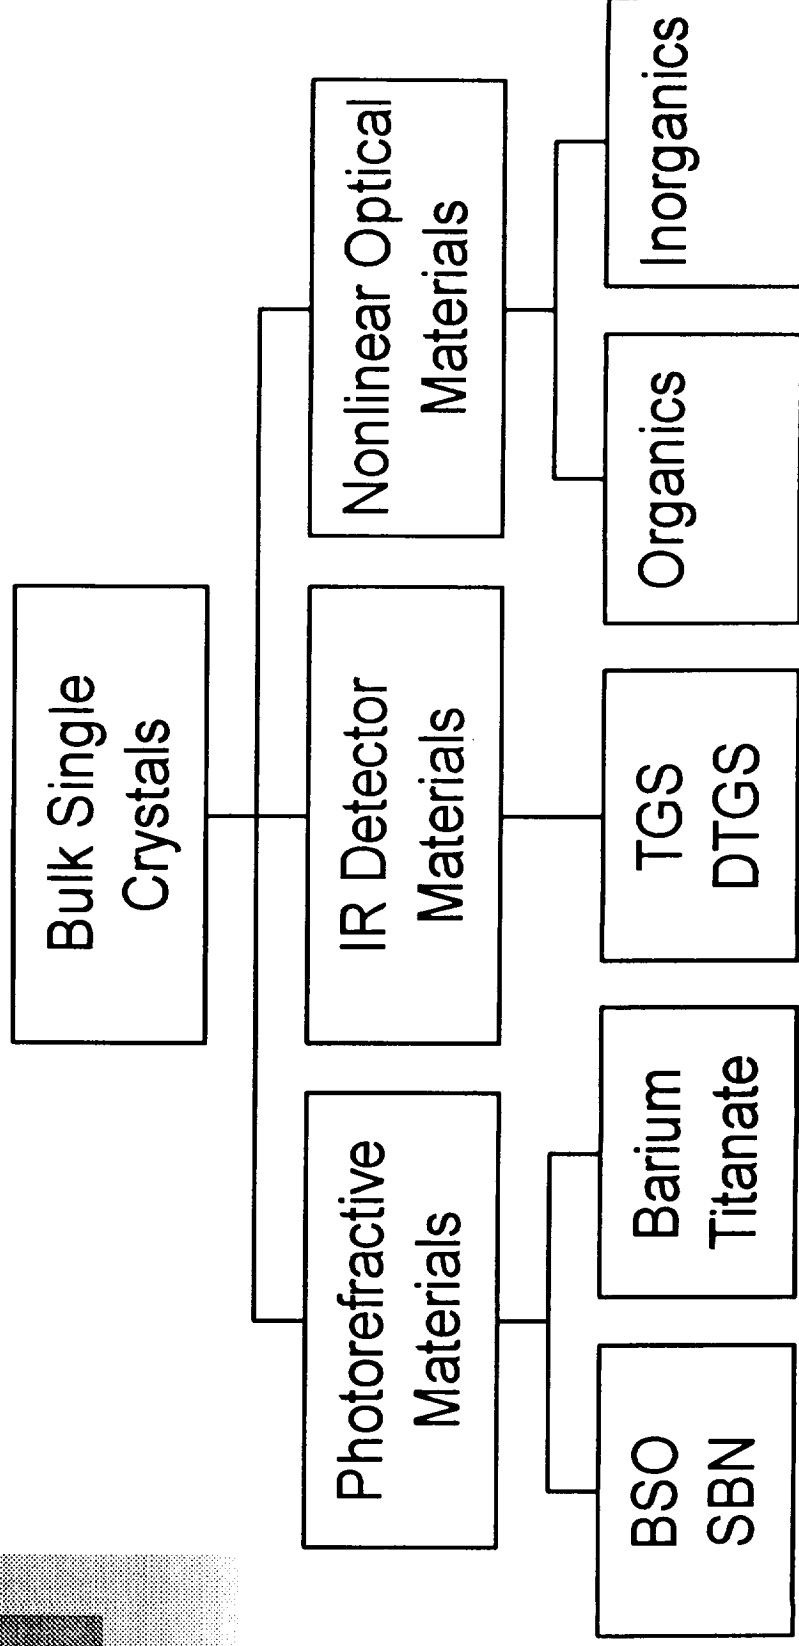 Bulk Single
Crystals
Photorefractive
Materials
IR Detector
Materials
Nonlinear Optical
Materials
BSO
SBN
Barium
Titanate
TGS
DTGS
Organics
Inorganics